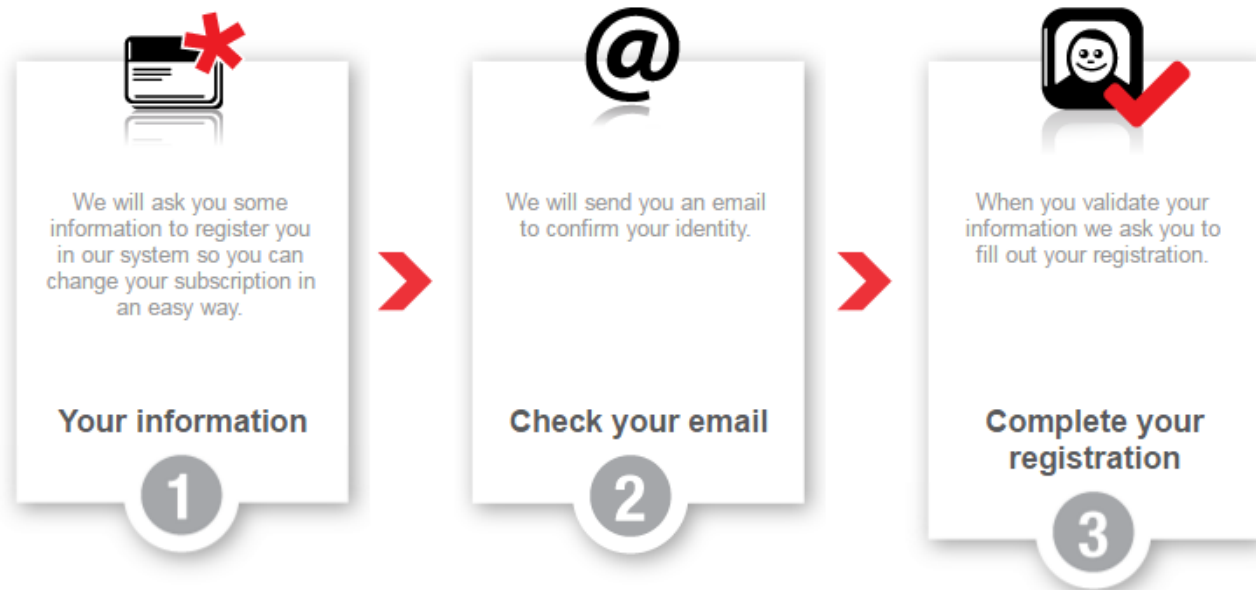 We will ask you some
information to register you
in our system so you can
change your subscription in
an easy way.
Your information
1
@
We will send you an email
to confirm your identity.
Check your email
2
When you validate your
information we ask you to
fill out your registration.
Complete your
registration
3